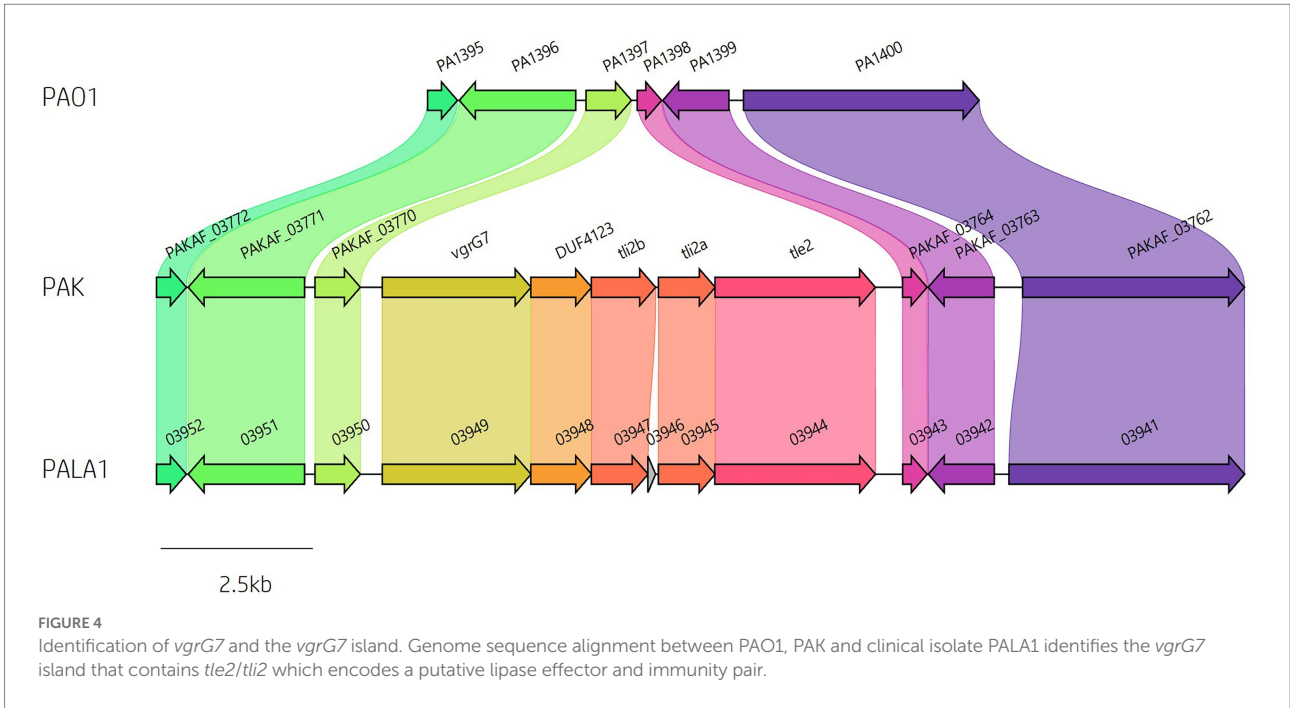 PA1395 PA1396 PA1397 PA1398 PA1399 PA1400
PAO1
PAKAF_03772 PAKAF_03771 PAKAF_03770 vgrG7 DUF4123 tli2b tli2a tle2 PAKAF_03764 PAKAF_03763 PAKAF_03762
PAK
03952 03951 03950 03949 03948 03947 03946 03945 03944 03943 03942 03941
PALA1
2.5kb
FIGURE 4
Identification of vgrG7 and the vgrG7 island. Genome sequence alignment between PAO1, PAK and clinical isolate PALA1 identifies the vgrG7
island that contains tle2/tli2 which encodes a putative lipase effector and immunity pair.